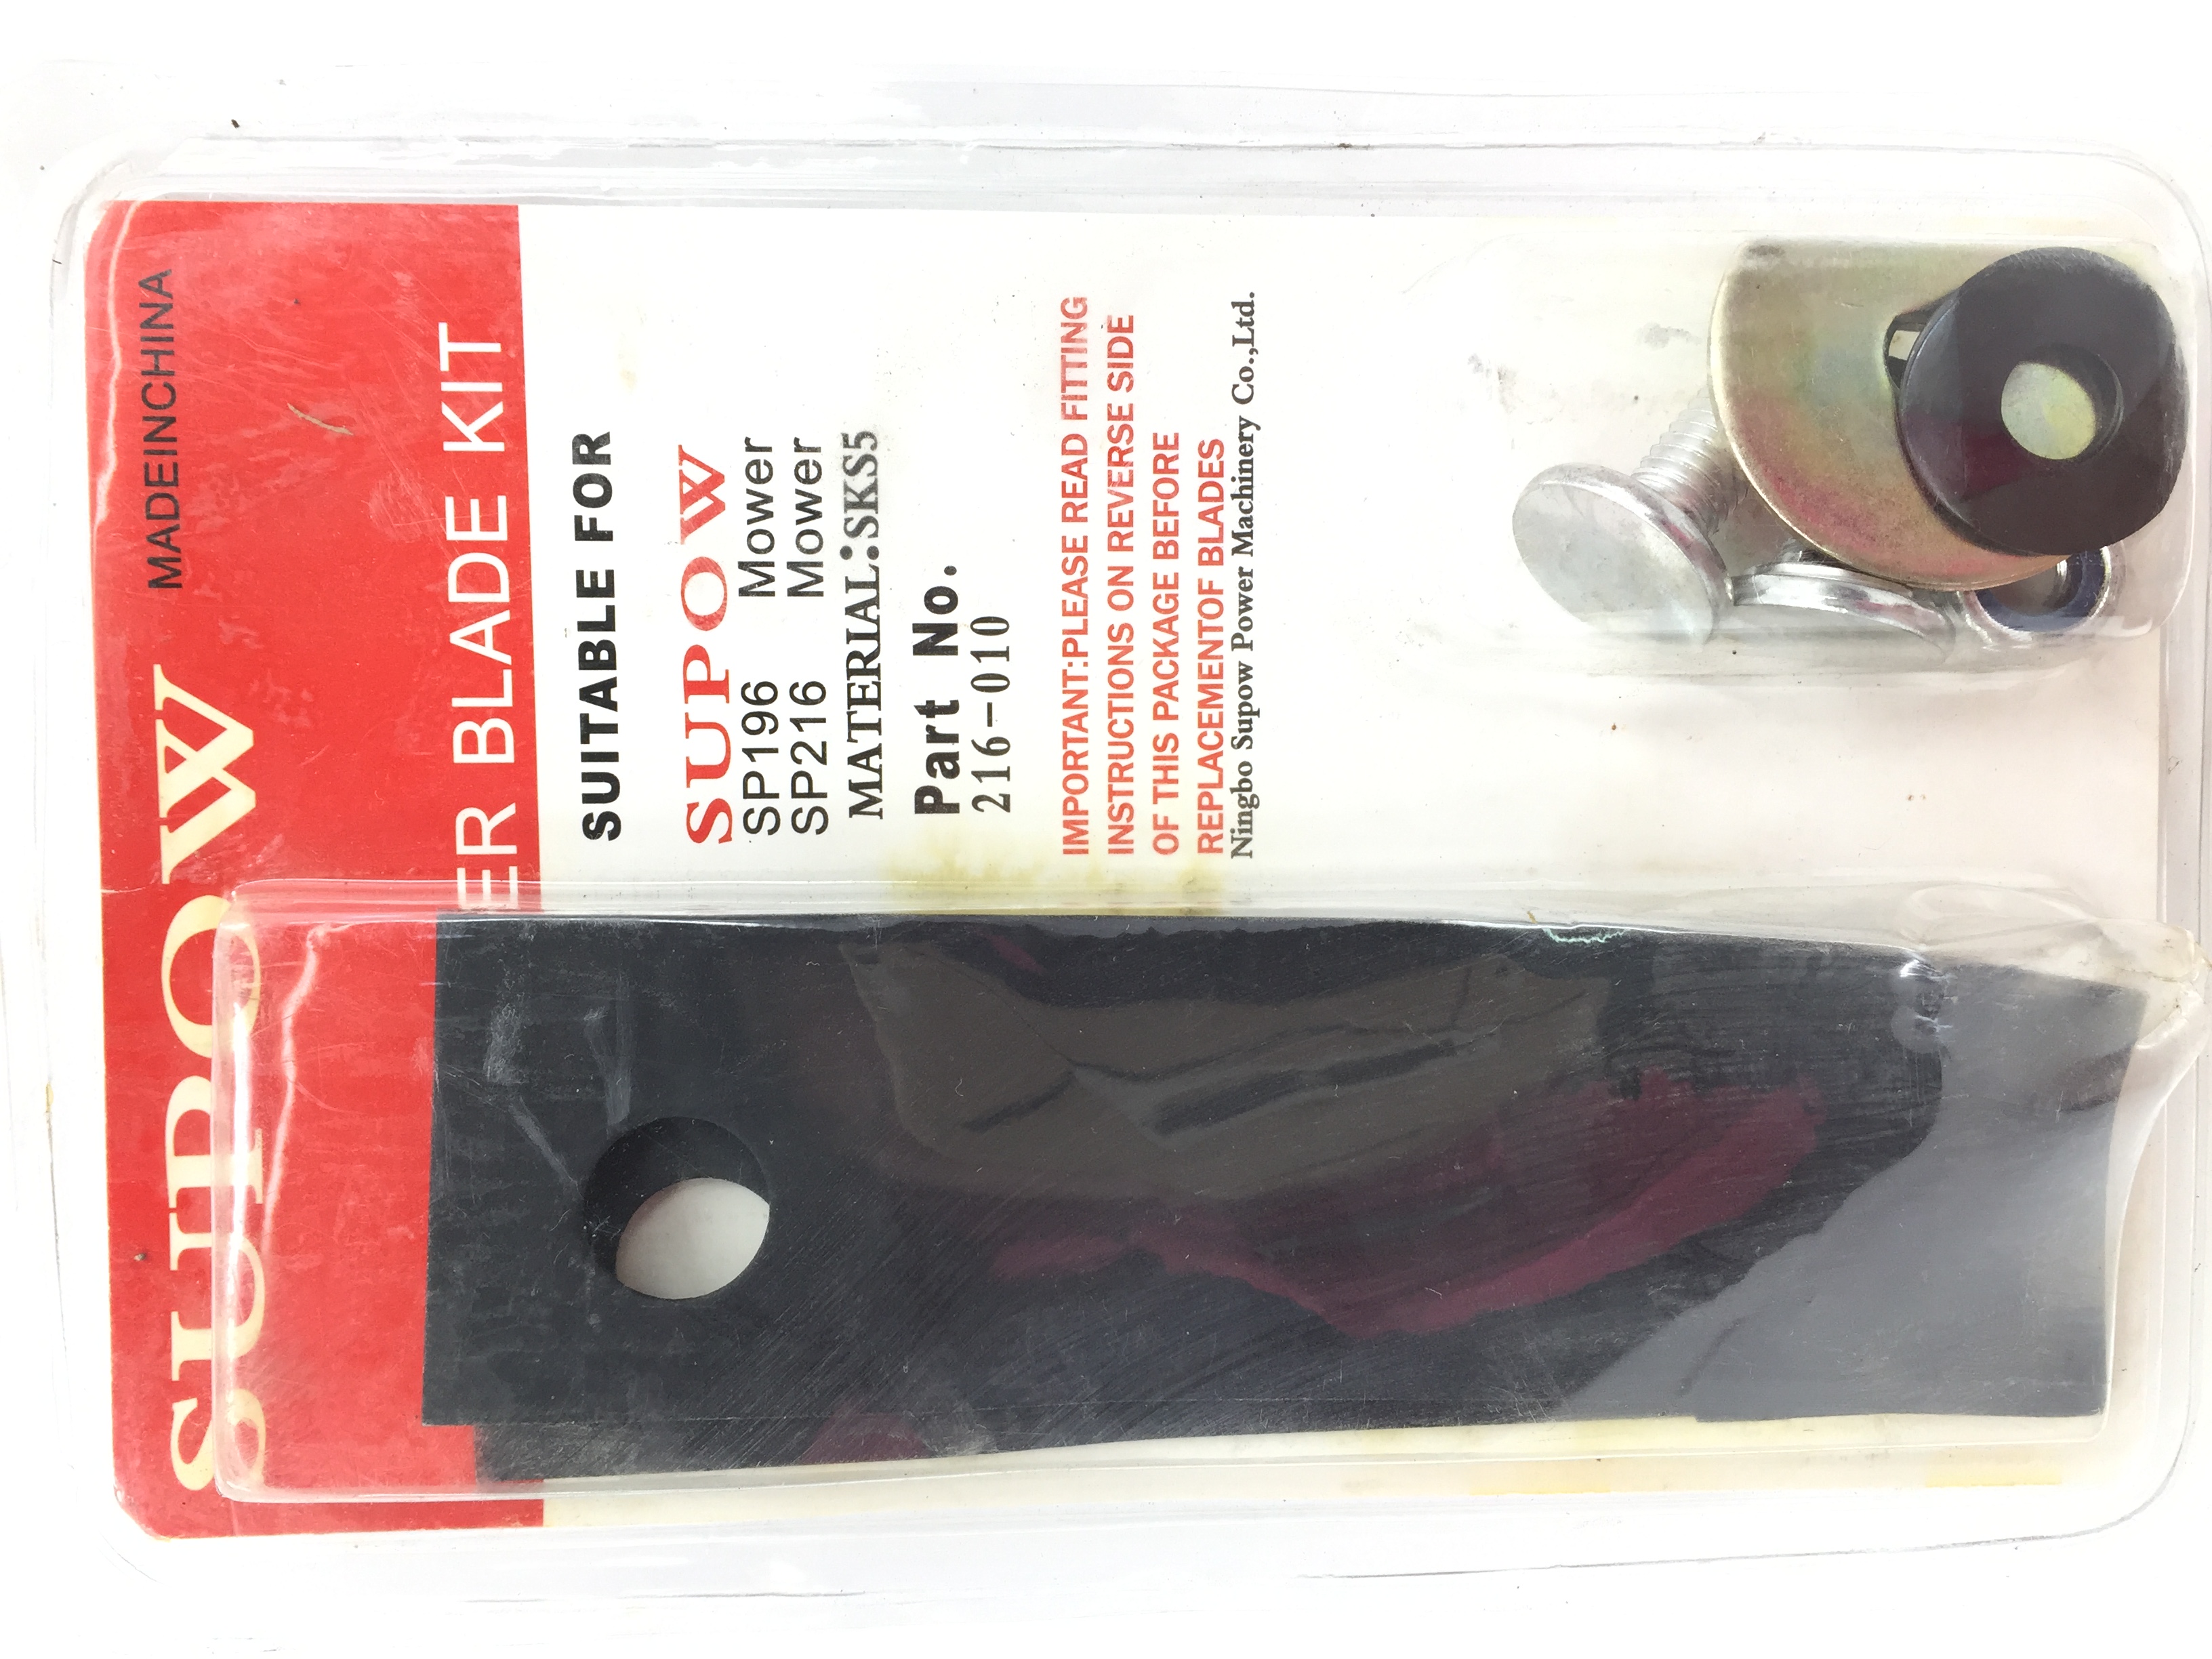 MADEINCHINA
SUPOW
ER BLADE KIT
SUITABLE FOR
SUPOW
SP196 Mower
SP216 Mower
MATERIAL:SKS5
Part No.
216-010
IMPORTANT:PLEASE READ FITTING
INSTRUCTIONS ON REVERSE SIDE
OF THIS PACKAGE BEFORE
REPLACEMENTOF BLADES
Ningbo Supow Power Machinery Co.,Ltd.